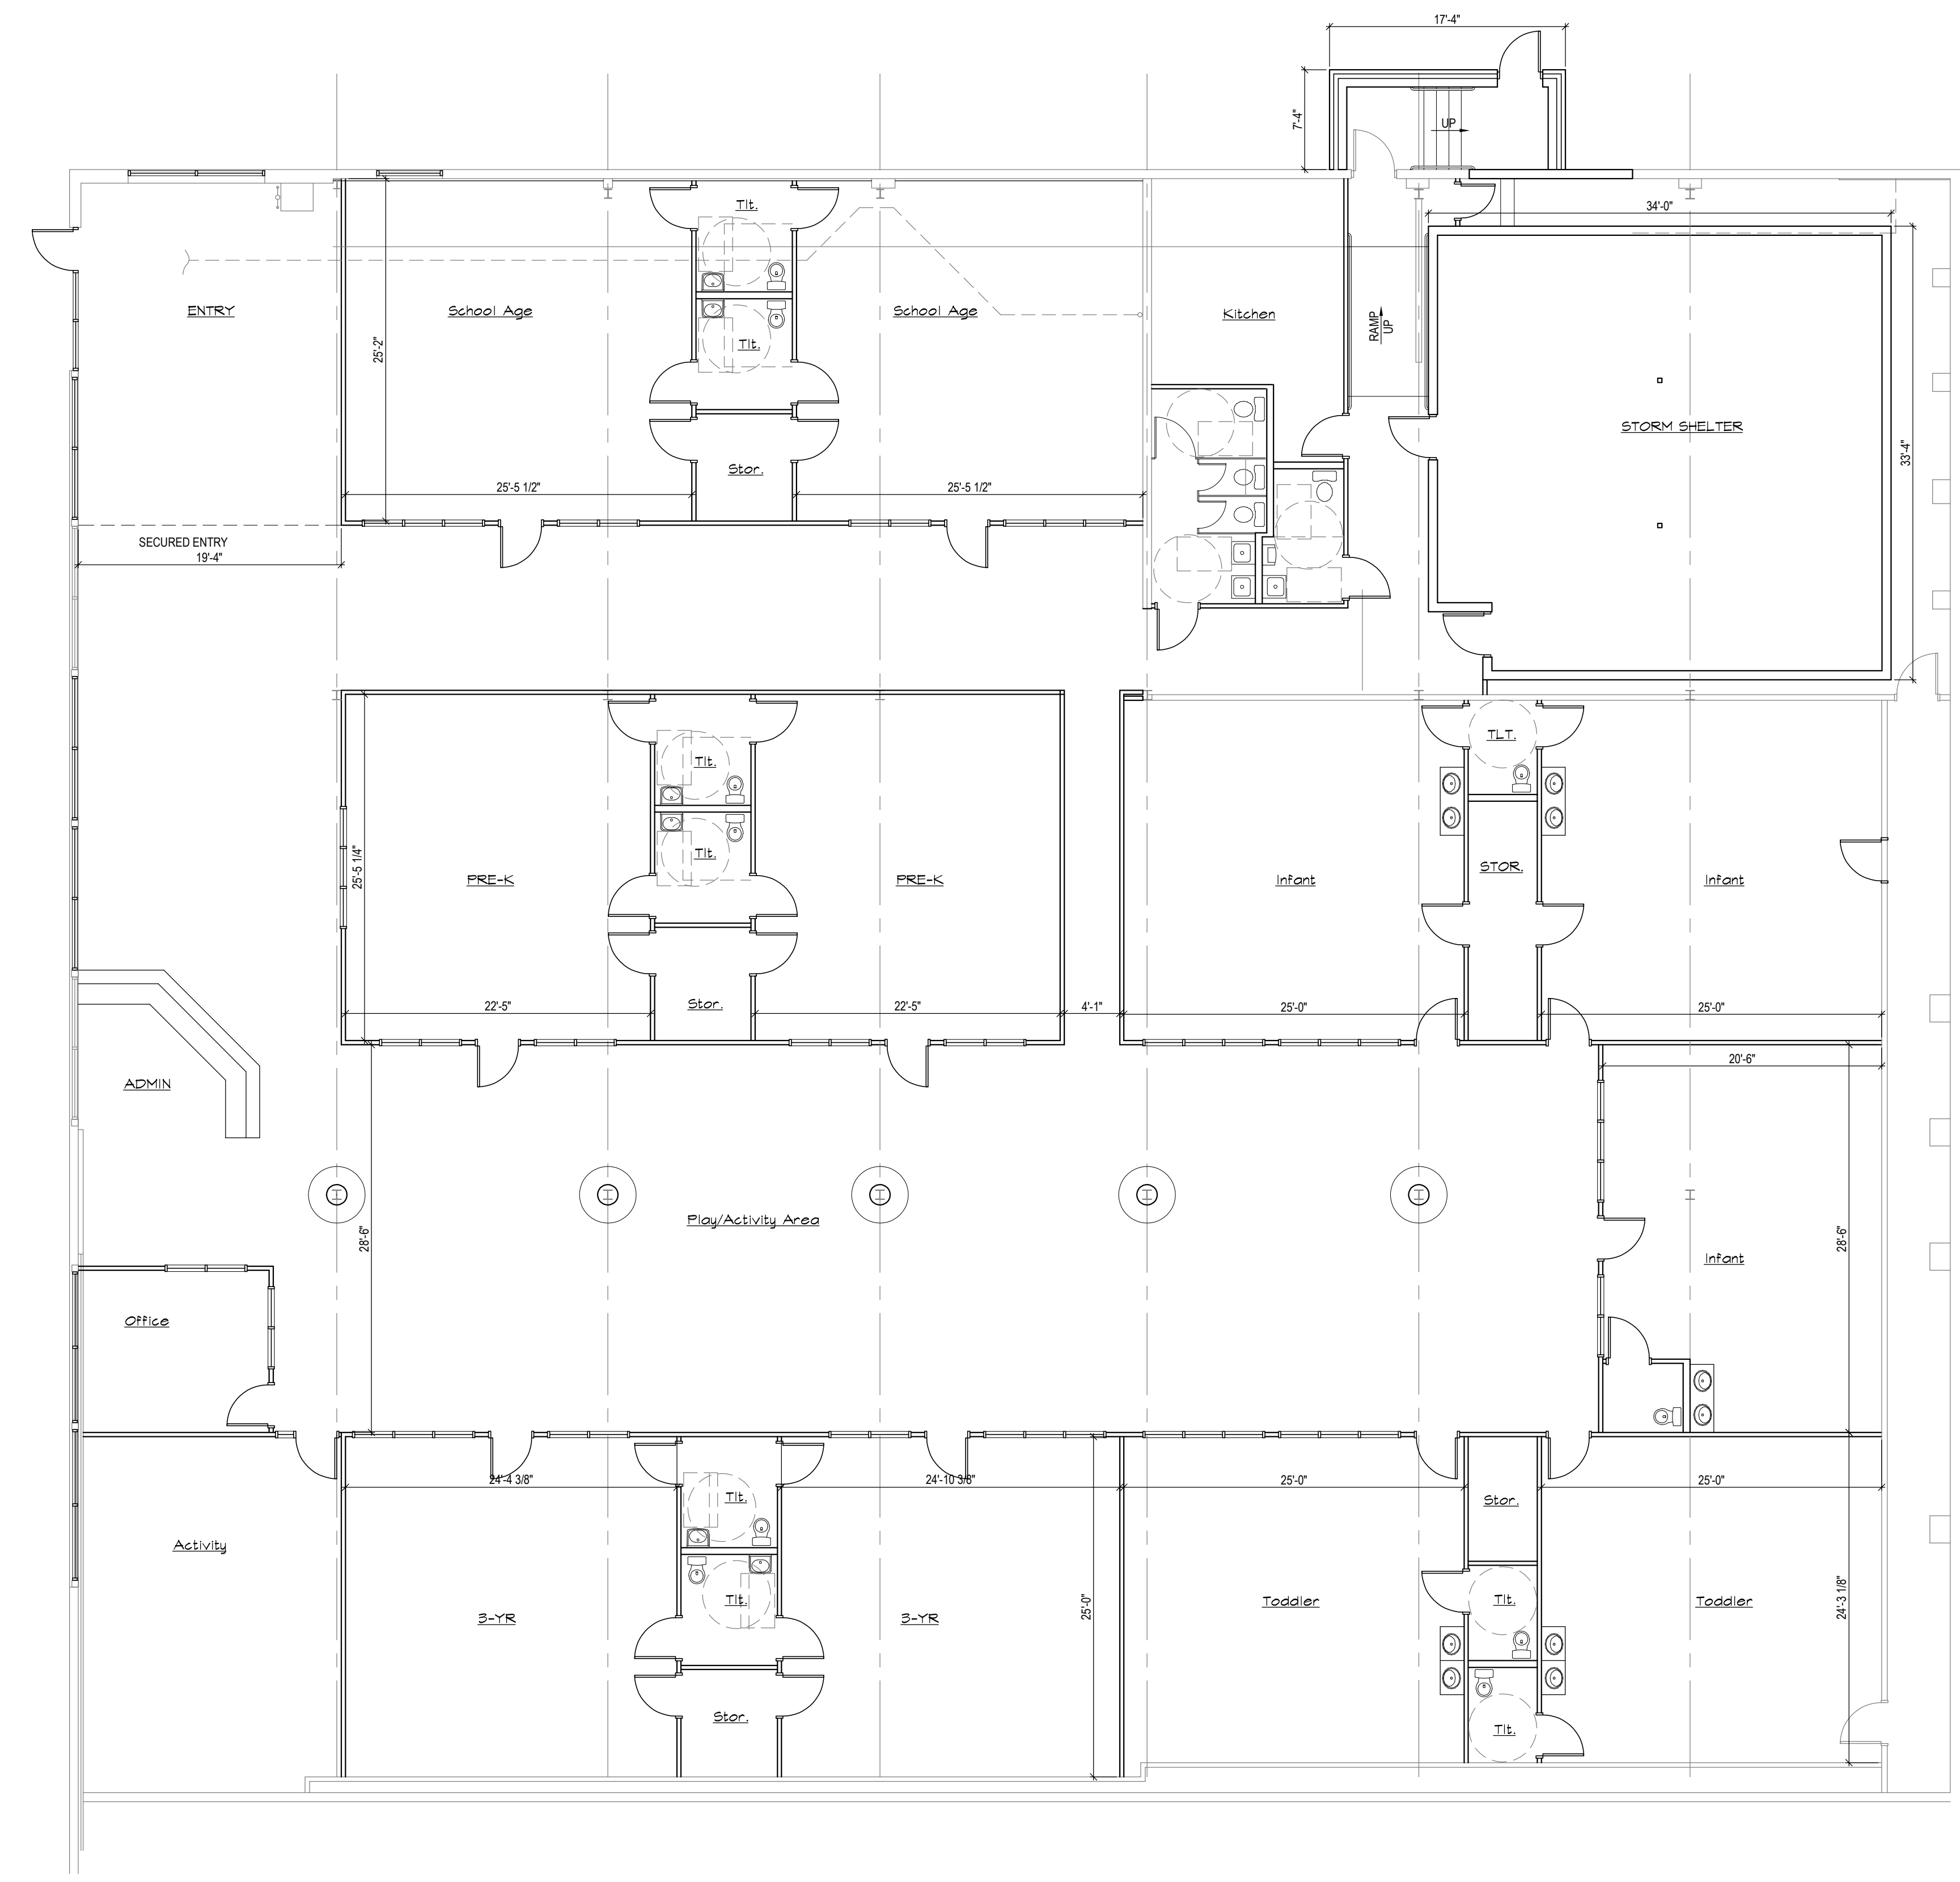 17'-4"
7'-4"
UP
34'-0"
Tlt.
ENTRY
School Age
School Age
Kitchen
RAMP
UP
25'-2"
Tlt.
STORM SHELTER
33'-4"
Stor.
25'-5 1/2"
25'-5 1/2"
SECURED ENTRY
19'-4"
TLT.
Tlt.
Tlt.
25'-5 1/4"
PRE-K
PRE-K
Infant
STOR.
Infant
Stor.
22'-5"
22'-5"
4'-1"
25'-0"
25'-0"
20'-6"
ADMIN
Play/Activity Area
28'-6"
28'-6"
Infant
Office
24'-4 3/8"
24'-10 3/8"
25'-0"
25'-0"
Tlt.
Stor.
Activity
Tlt.
Tlt.
3-YR
3-YR
25'-0"
Toddler
Toddler
24'-3 1/8"
Stor.
Tlt.